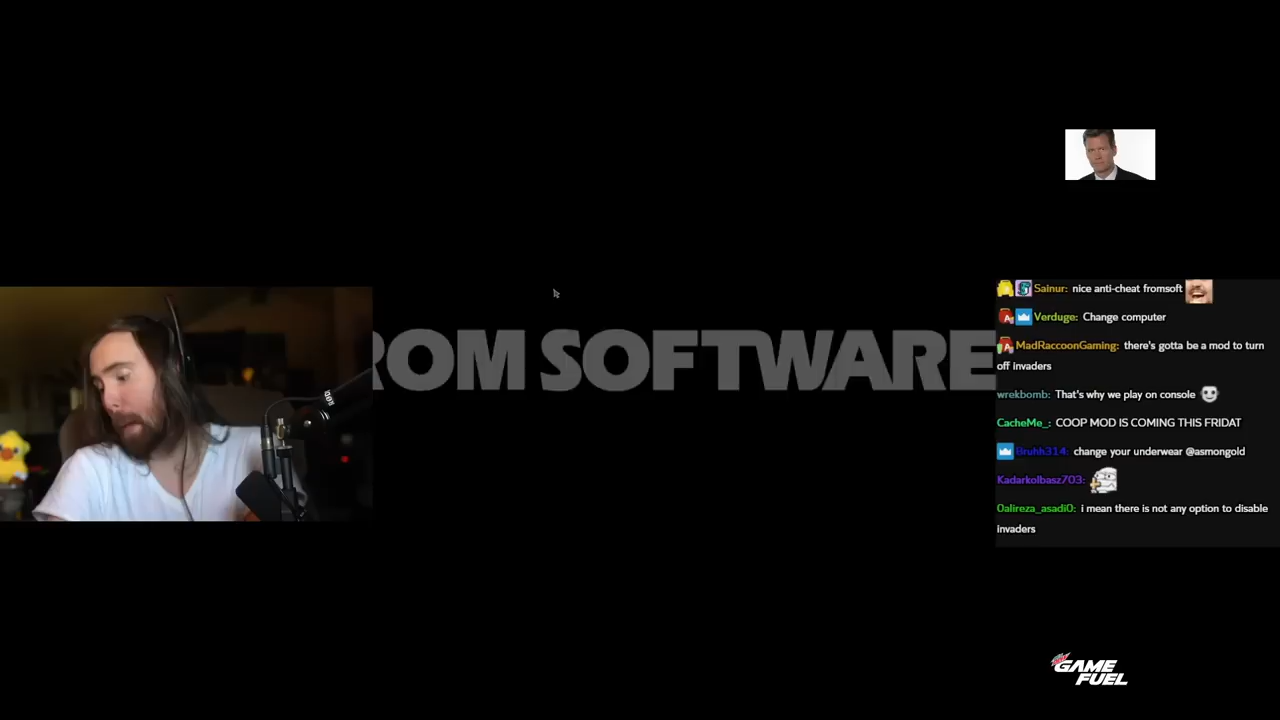 ROM SOFTWARE
Sainur: nice anti-cheat fromsoft
Verduge: Change computer
MadRaccoonGaming: there's gotta be a mod to turn
off invaders
wrekbomb: That's why we play on console
CacheMe_: COOP MOD IS COMING THIS FRIDAT
Bruhh314: change your underwear @asmongold
Kadarkolbasz703:
0alireza_asadi0: i mean there is not any option to disable
invaders
GAME
FUEL